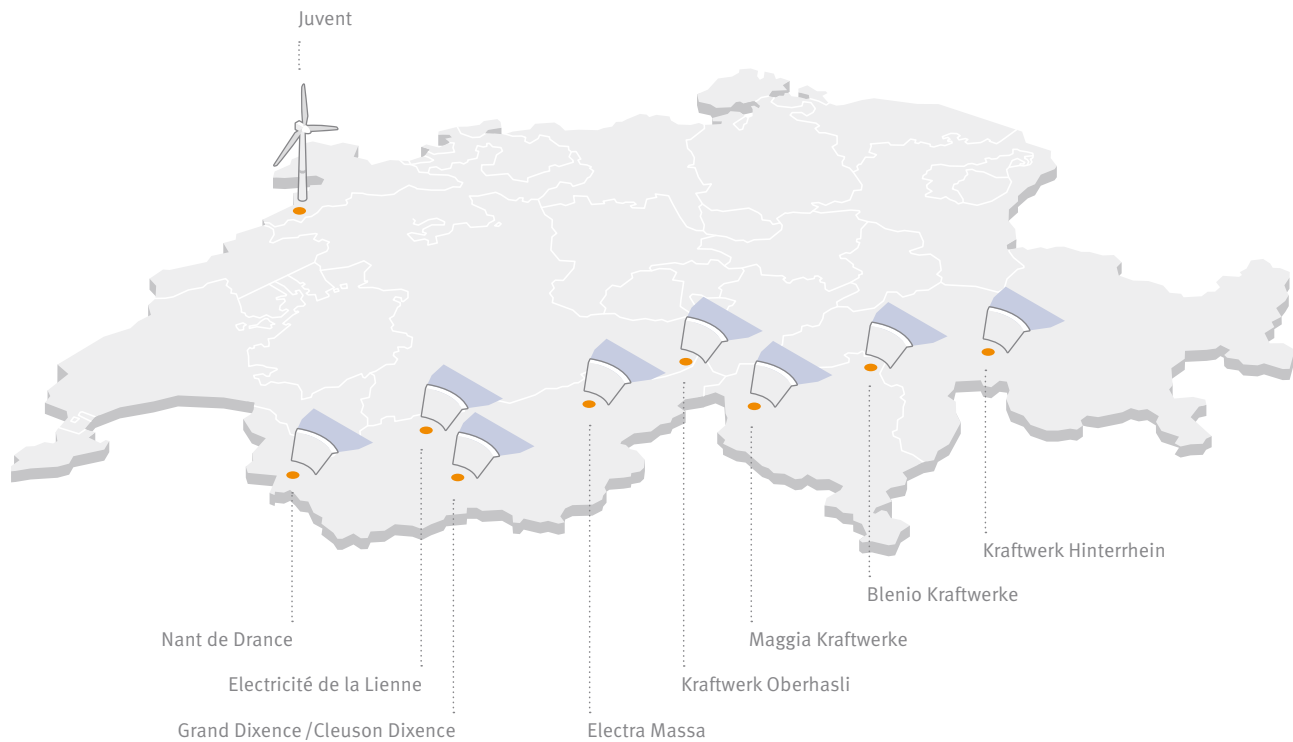 Juvent
Kraftwerk Hinterrhein
Blenio Kraftwerke
Nant de Drance
Maggia Kraftwerke
Electricité de la Lienne
Kraftwerk Oberhasli
Grand Dixence /Cleuson Dixence
Electra Massa